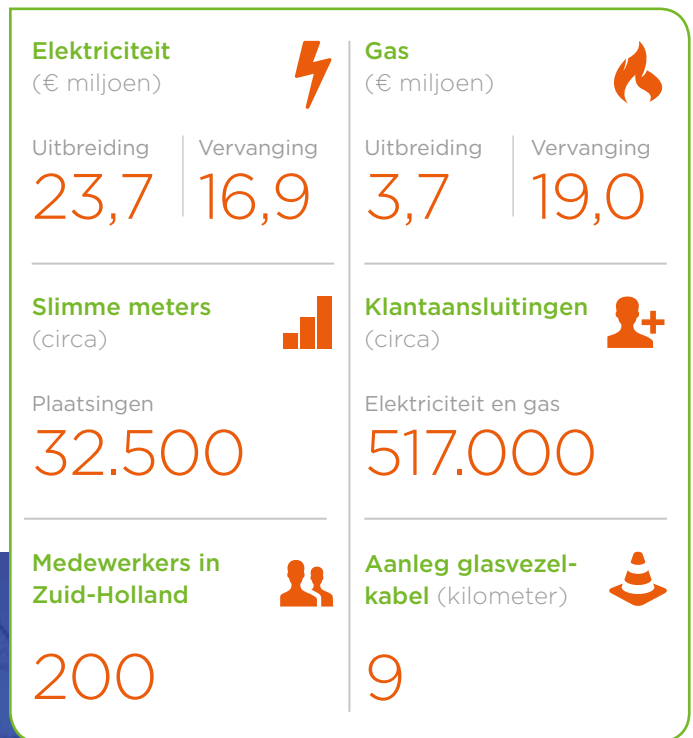 Elektriciteit
(€ miljoen)
Uitbreiding
23,7
Vervanging
16,9
Gas
(€ miljoen)
Uitbreiding
3,7
Vervanging
19,0
Slimme meters
(circa)
Plaatsingen
32.500
Klantaansluitingen
(circa)
Elektriciteit en gas
517.000
Medewerkers in
Zuid-Holland
200
Aanleg glasvezel-
kabel (kilometer)
9